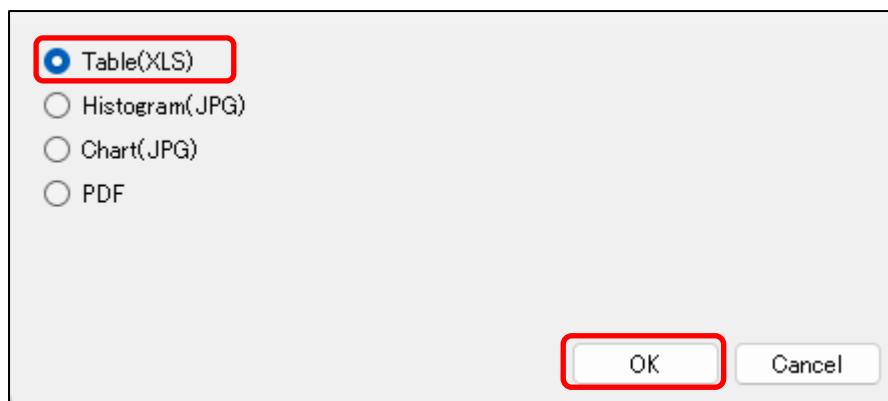 Table(XLS)
Histogram(JPG)
Chart(JPG)
PDF
OK Cancel